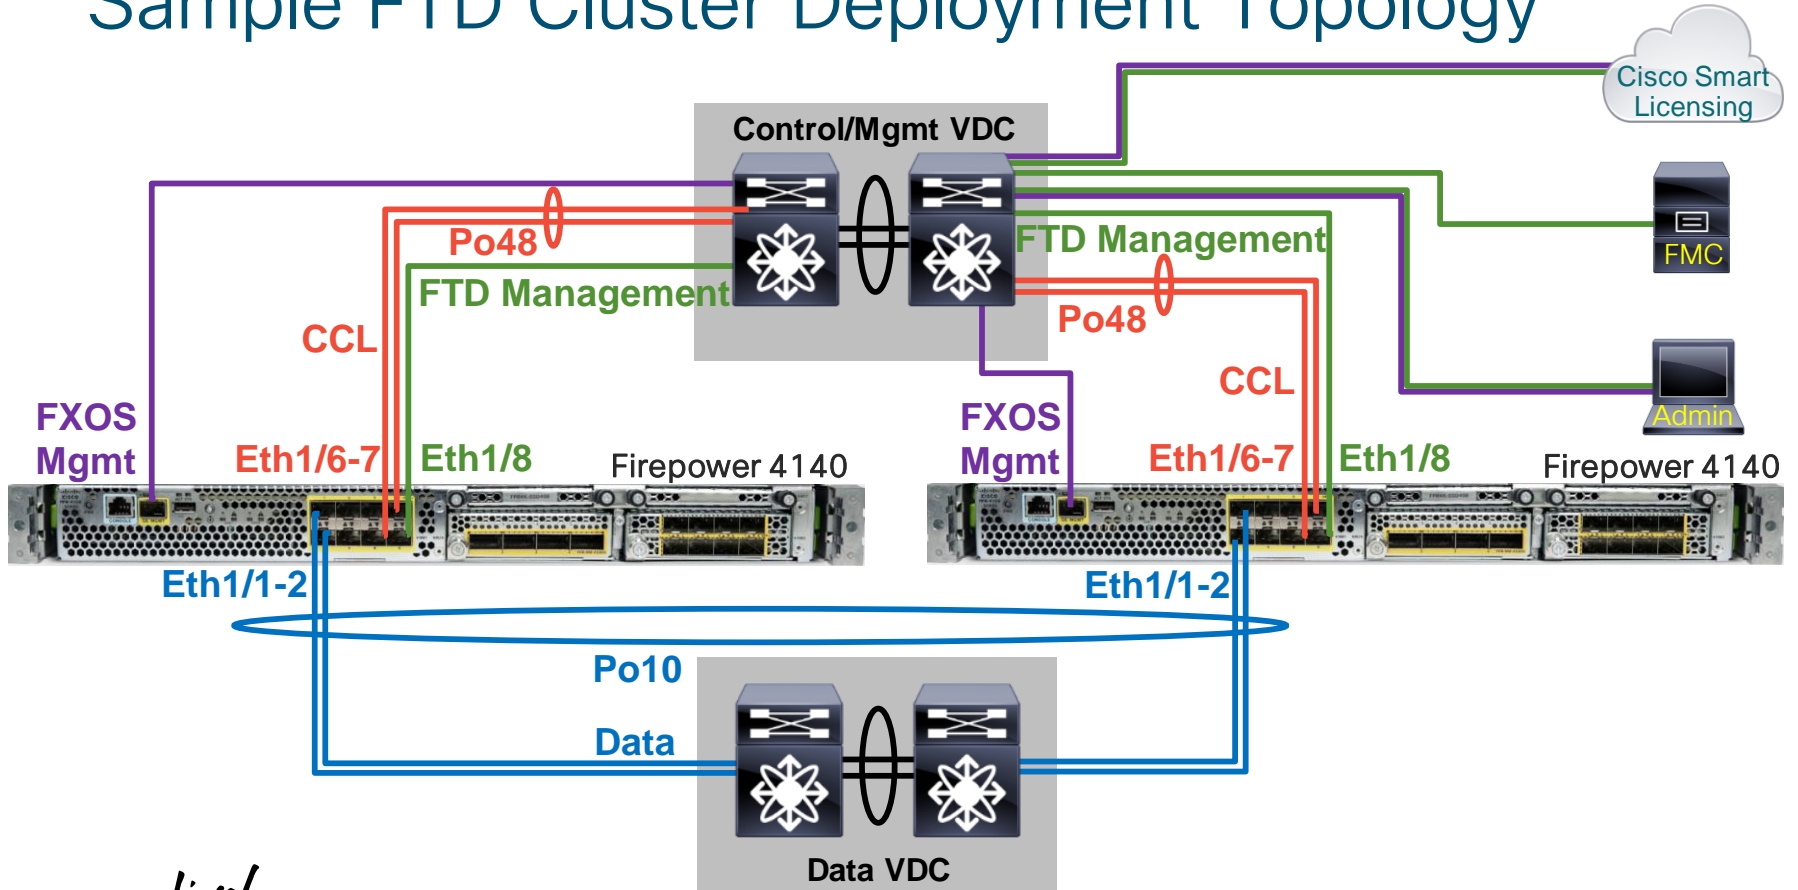 Sample FTD Cluster Deployment Topology
Cisco Smart
Licensing
Control/Mgmt VDC
Po48
FTD Management
FTD Management
FMC
Po48
CCL
CCL
Admin
FXOS
Mgmt
Eth1/6-7
Eth1/8
Firepower 4140
FXOS
Mgmt
Eth1/6-7
Eth1/8
Firepower 4140
Eth1/1-2
Eth1/1-2
Po10
Data
Data VDC